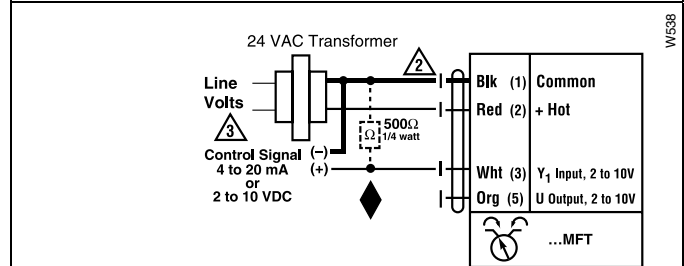 W538
24 VAC Transformer
Line
Volts
2
3
Blk (1) Common
Red (2) + Hot
Ω 500Ω
1/4 watt
Control Signal (–)
4 to 20 mA (+)
or
2 to 10 VDC
Wht (3) Y1 Input, 2 to 10V
Org (5) U Output, 2 to 10V
...MFT